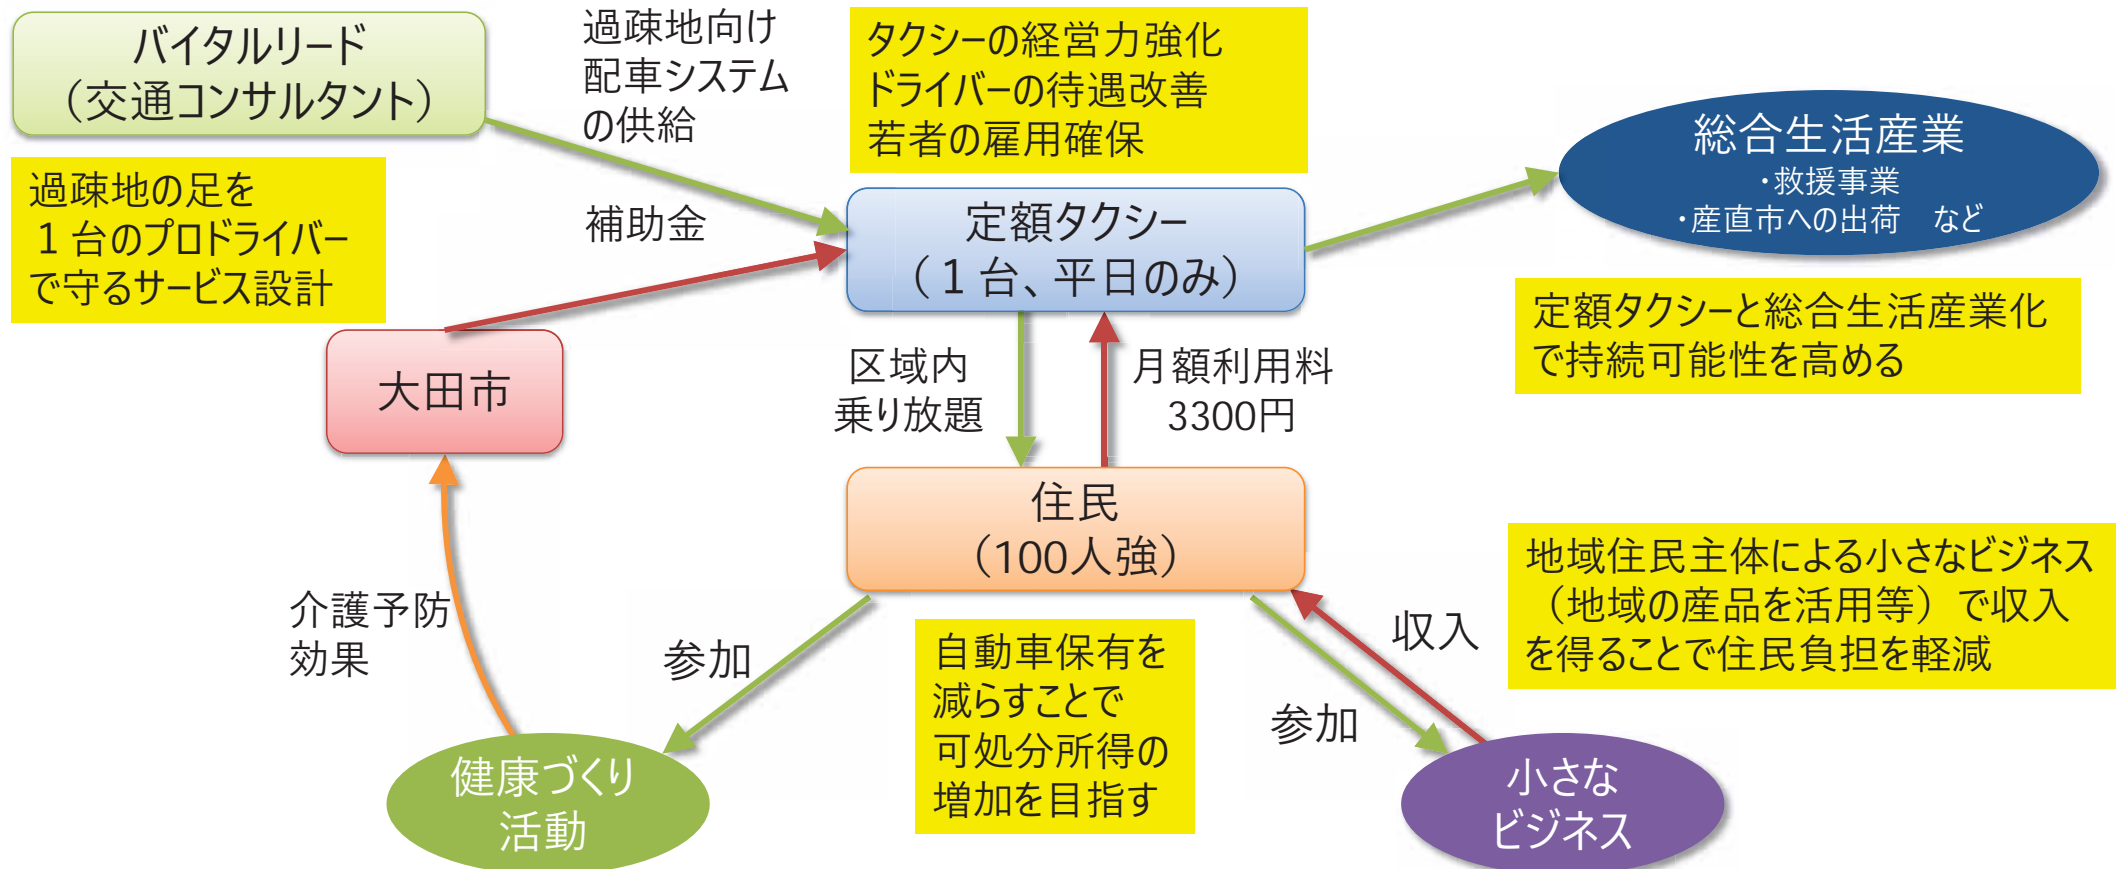 バイタルリード
（交通コンサルタント）
過疎地向け
配車システム
の供給
タクシーの経営力強化
ドライバーの待遇改善
若者の雇用確保
総合生活産業
・救援事業
・産直市への出荷　など
過疎地の足を
１台のプロドライバー
で守るサービス設計
補助金
定額タクシー
（１台、平日のみ）
定額タクシーと総合生活産業化
で持続可能性を高める
大田市
区域内
乗り放題
月額利用料
3300円
住民
（100人強）
地域住民主体による小さなビジネス
（地域の産品を活用等）で収入
を得ることで住民負担を軽減
介護予防
効果
参加
自動車保有を
減らすことで
可処分所得の
増加を目指す
収入
参加
健康づくり
活動
小さな
ビジネス